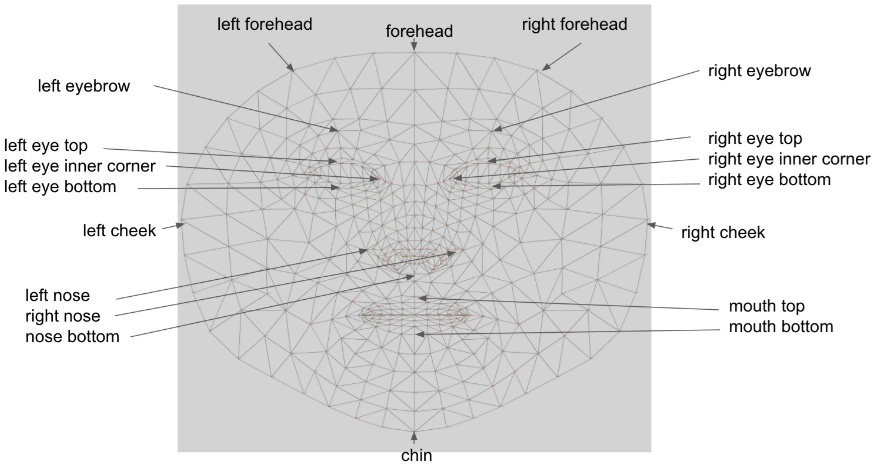 left forehead
forehead
right forehead
left eyebrow
right eyebrow
left eye top
left eye inner corner
left eye bottom
right eye top
right eye inner corner
right eye bottom
left cheek
right cheek
left nose
right nose
nose bottom
mouth top
mouth bottom
chin